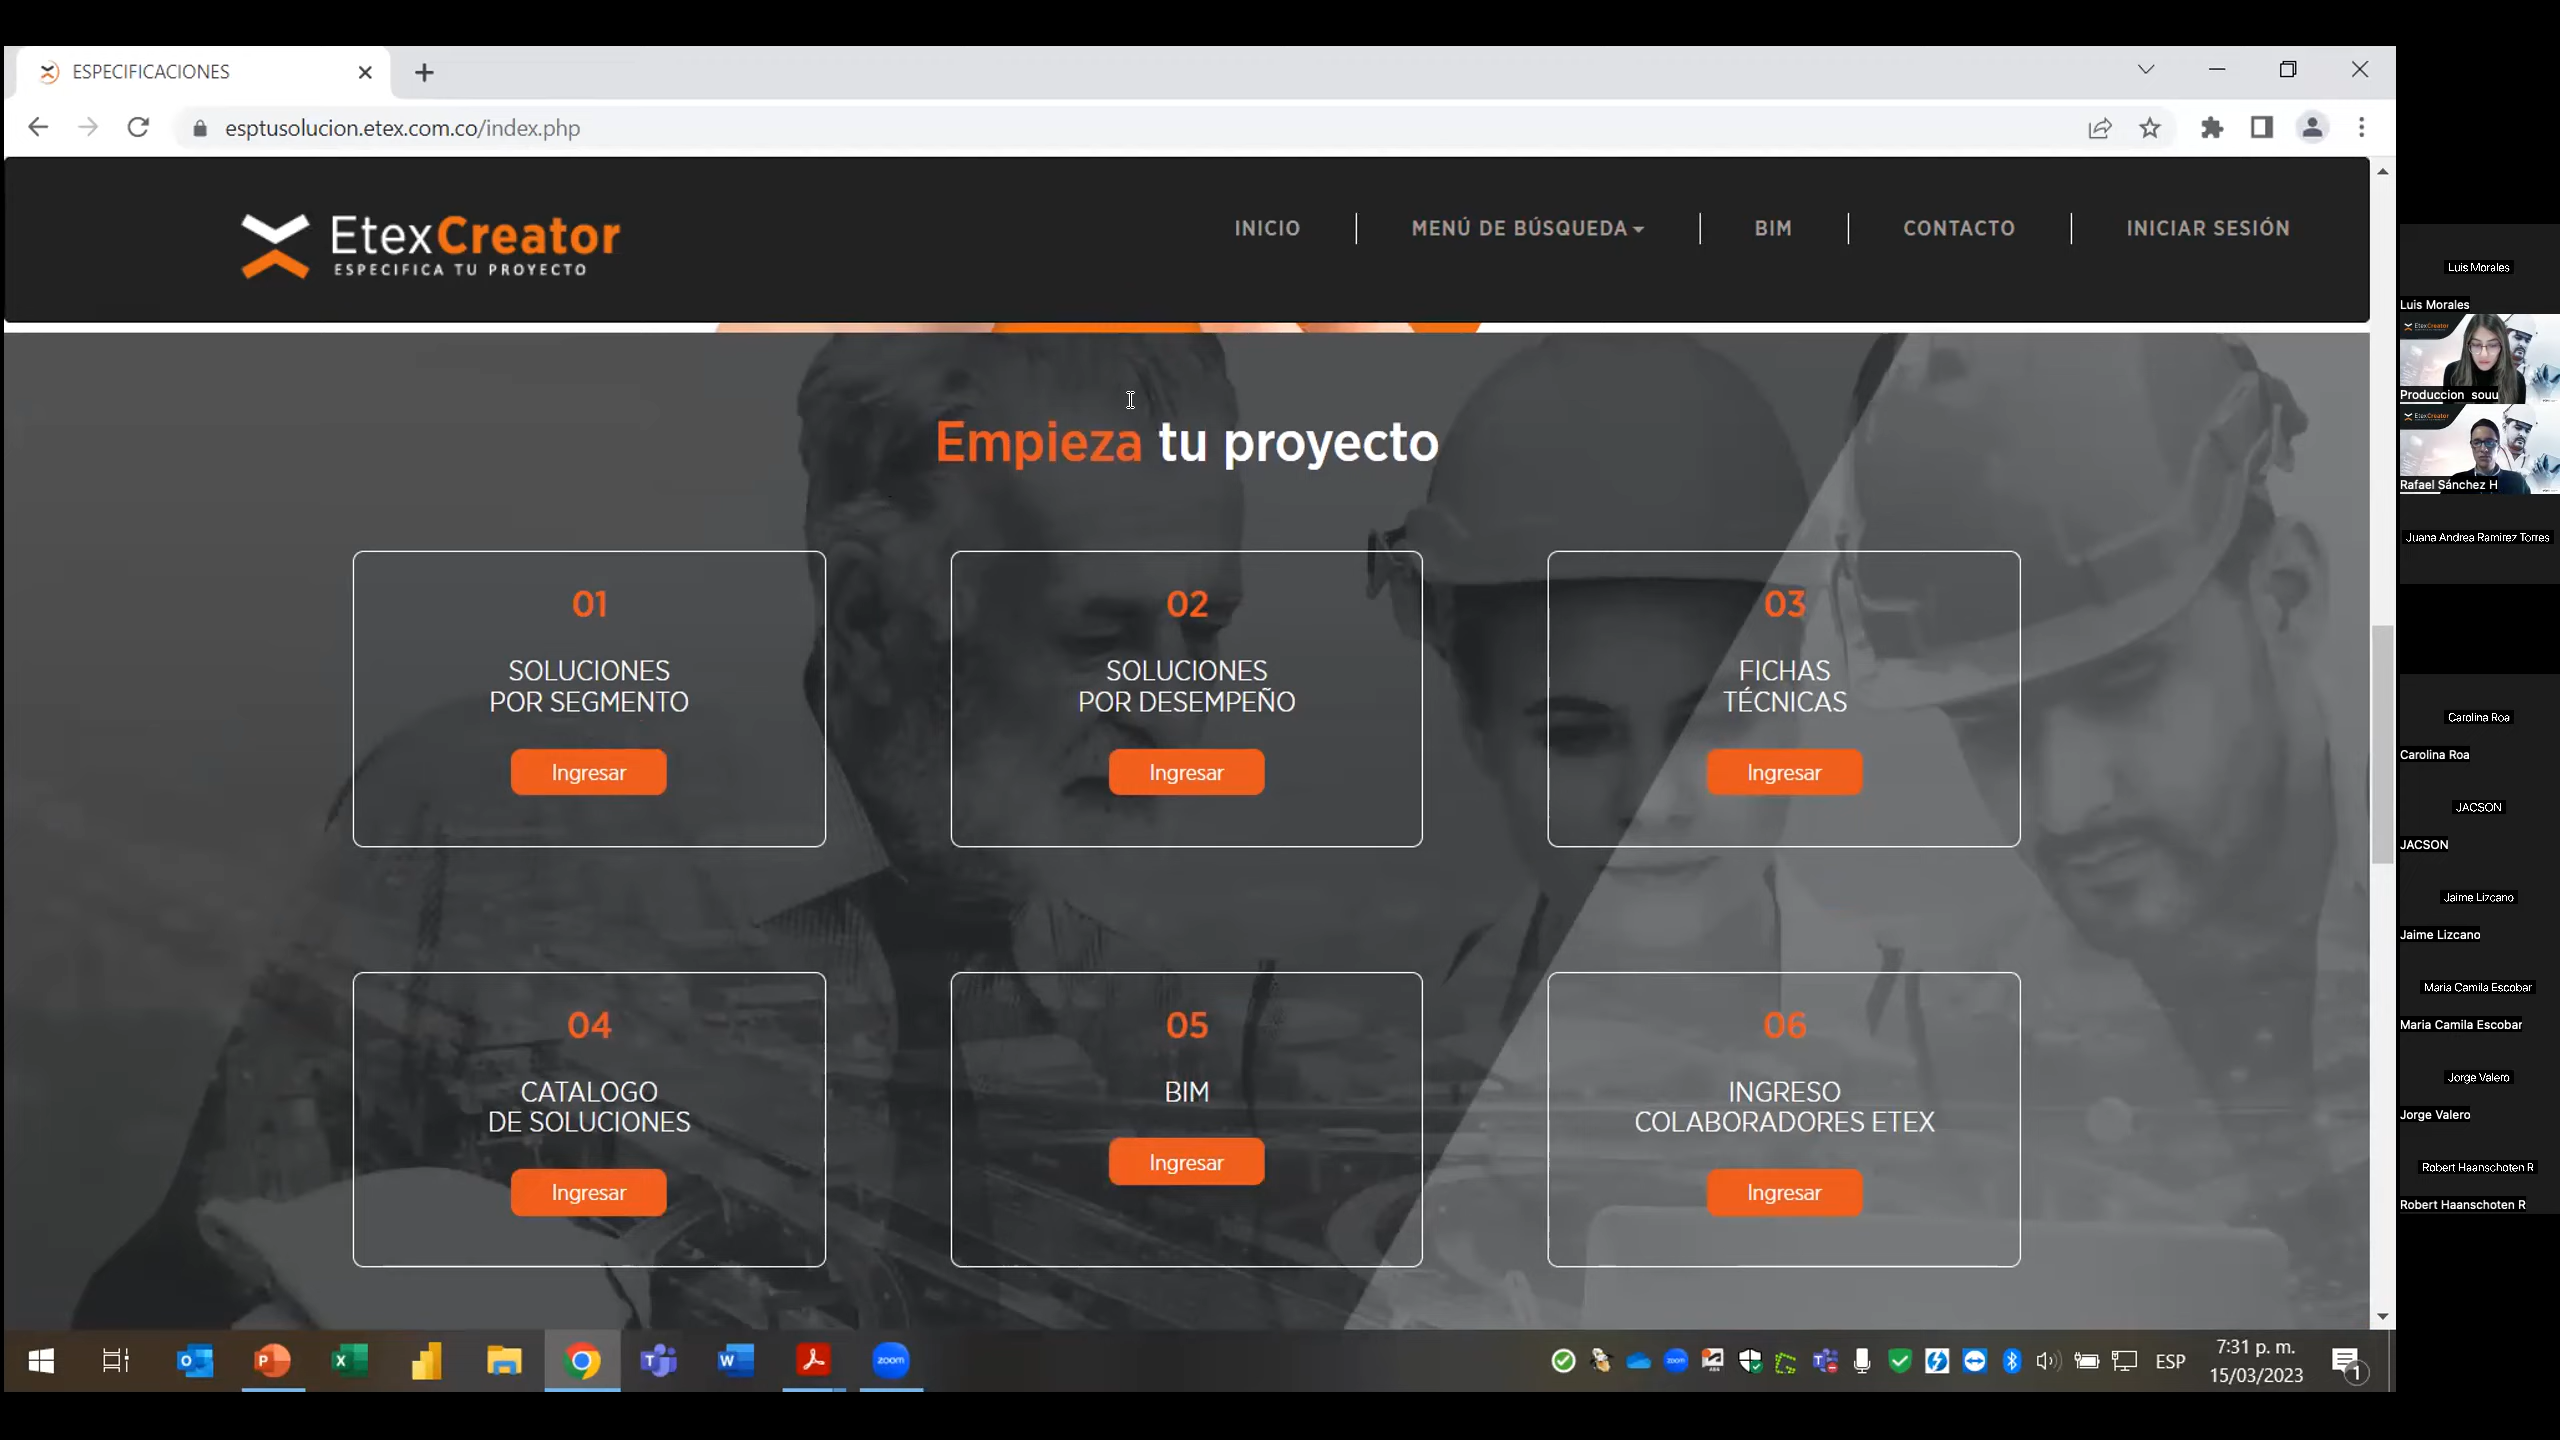 ESPECIFICACIONES
esptusolucion.etex.com.co/index.php
EtexCreator
ESPECIFICA TU PROYECTO
INICIO
MENÚ DE BÚSQUEDA
BIM
CONTACTO
INICIAR SESIÓN
Empieza tu proyecto
01
SOLUCIONES
POR SEGMENTO
Ingresar
02
SOLUCIONES
POR DESEMPEÑO
Ingresar
03
FICHAS
TÉCNICAS
Ingresar
04
CATALOGO
DE SOLUCIONES
Ingresar
05
BIM
Ingresar
06
INGRESO
COLABORADORES ETEX
Ingresar
Luis Morales
Luis Morales
EtexCreator
Produccion souu
EtexCreator
Rafael Sánchez H
Juana Andrea Ramirez Torres
Carolina Roa
Carolina Roa
JACSON
JACSON
Jaime Lizcano
Jaime Lizcano
Maria Camila Escobar
Maria Camila Escobar
Jorge Valero
Jorge Valero
Robert Haanschoten R
Robert Haanschoten R
zoom
ESP
7:31 p. m.
15/03/2023
1